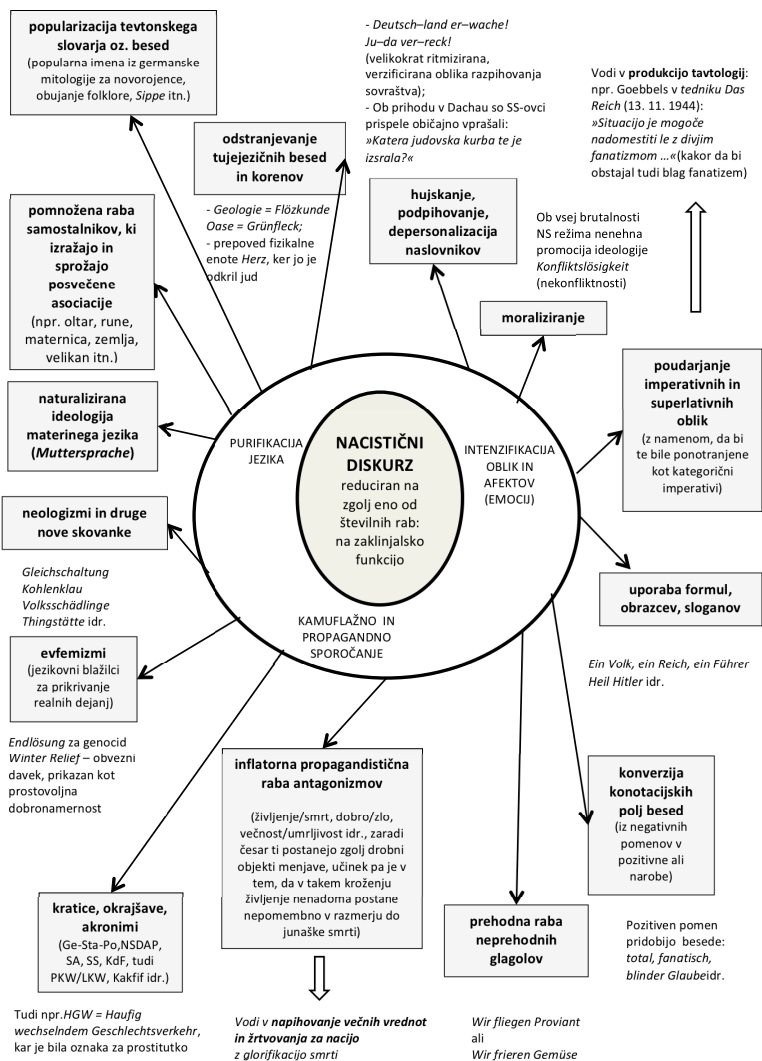 popularizacija tevtonskega
slovarja oz. besed
(popularna imena iz germanske
mitologije za novorojence,
obujanje folklore, Sippe itn.)
- Deutsch–land er–wache!
Ju–da ver–reck!
(velikokrat ritmizirana,
verzificirana oblika razpihovanja
sovraštva);
- Ob prihodu v Dachau so SS-ovci
prispele običajno vprašali:
»Katera judovska kurba te je
izsrala?«
Vodi v produkcijo tavtologij:
npr. Goebbels v tedniku Das
Reich (13. 11. 1944):
»Situacijo je mogoče
nadomestiti le z divjim
fanatizmom …«(kakor da bi
obstajal tudi blag fanatizem)
odstranjevanje
tujejezičnih besed
in korenov
- Geologie = Flözkunde
Oase = Grünfleck;
- prepoved fizikalne
enote Herz, ker jo je
odkril jud
hujskanje,
podpihovanje,
depersonalizacija
naslovnikov
Ob vsej brutalnosti
NS režima nenehna
promocija ideologije
Konfliktslösigkeit
(nekonfliktnosti)
pomnožena raba
samostalnikov, ki
izražajo in
sprožajo
posvečene
asociacije
(npr. oltar, rune,
maternica, zemlja,
velikan itn.)
moraliziranje
poudarjanje
imperativnih in
superlativnih
oblik
(z namenom, da bi
te bile ponotranjene
kot kategorični
imperativi)
naturalizirana
ideologija
materinega jezika
(Muttersprache)
PURIFIKACIJA
JEZIKA
NACISTIČNI
DISKURZ
reduciran na
zgolj eno od
številnih rab:
na zaklinjalsko
funkcijo
INTENZIFIKACIJA
OBLIK IN
AFEKTOV
(EMOCIJ)
neologizmi in druge
nove skovanke
Gleichschaltung
Kohlenklau
Volksschädlinge
Thingstätte idr.
uporaba formul,
obrazcev, sloganov
Ein Volk, ein Reich, ein Führer
Heil Hitler idr.
KAMUFLAŽNO IN
PROPAGANDNO
SPOROČANJE
evfemizmi
(jezikovni blažilci
za prikrivanje
realnih dejanj)
Endlösung za genocid
Winter Relief – obvezni
davek, prikazan kot
prostovoljna
dobronamernost
inflatorna propagandistična
raba antagonizmov
(življenje/smrt, dobro/zlo,
večnost/umrljivost idr., zaradi
česar ti postanejo zgolj drobni
objekti menjave, učinek pa je v
tem, da v takem kroženju
življenje nenadoma postane
nepomembno v razmerju do
junaške smrti)
konverzija
konotacijskih
polj besed
(iz negativnih
pomenov v
pozitivne ali
narobe)
kratice, okrajšave,
akronimi
(Ge-Sta-Po,NSDAP,
SA, SS, KdF, tudi
PKW/LKW, Kakfif idr.)
prehodna raba
neprehodnih
glagolov
Pozitiven pomen
pridobijo besede:
total, fanatisch,
blinder Glaubeidr.
Tudi npr.HGW = Haufig
wechselndem Geschlechtsverkehr,
kar je bila oznaka za prostitutko
Vodi v napihovanje večnih vrednot
in žrtvovanja za nacijo
z glorifikacijo smrti
Wir fliegen Proviant
ali
Wir frieren Gemüse